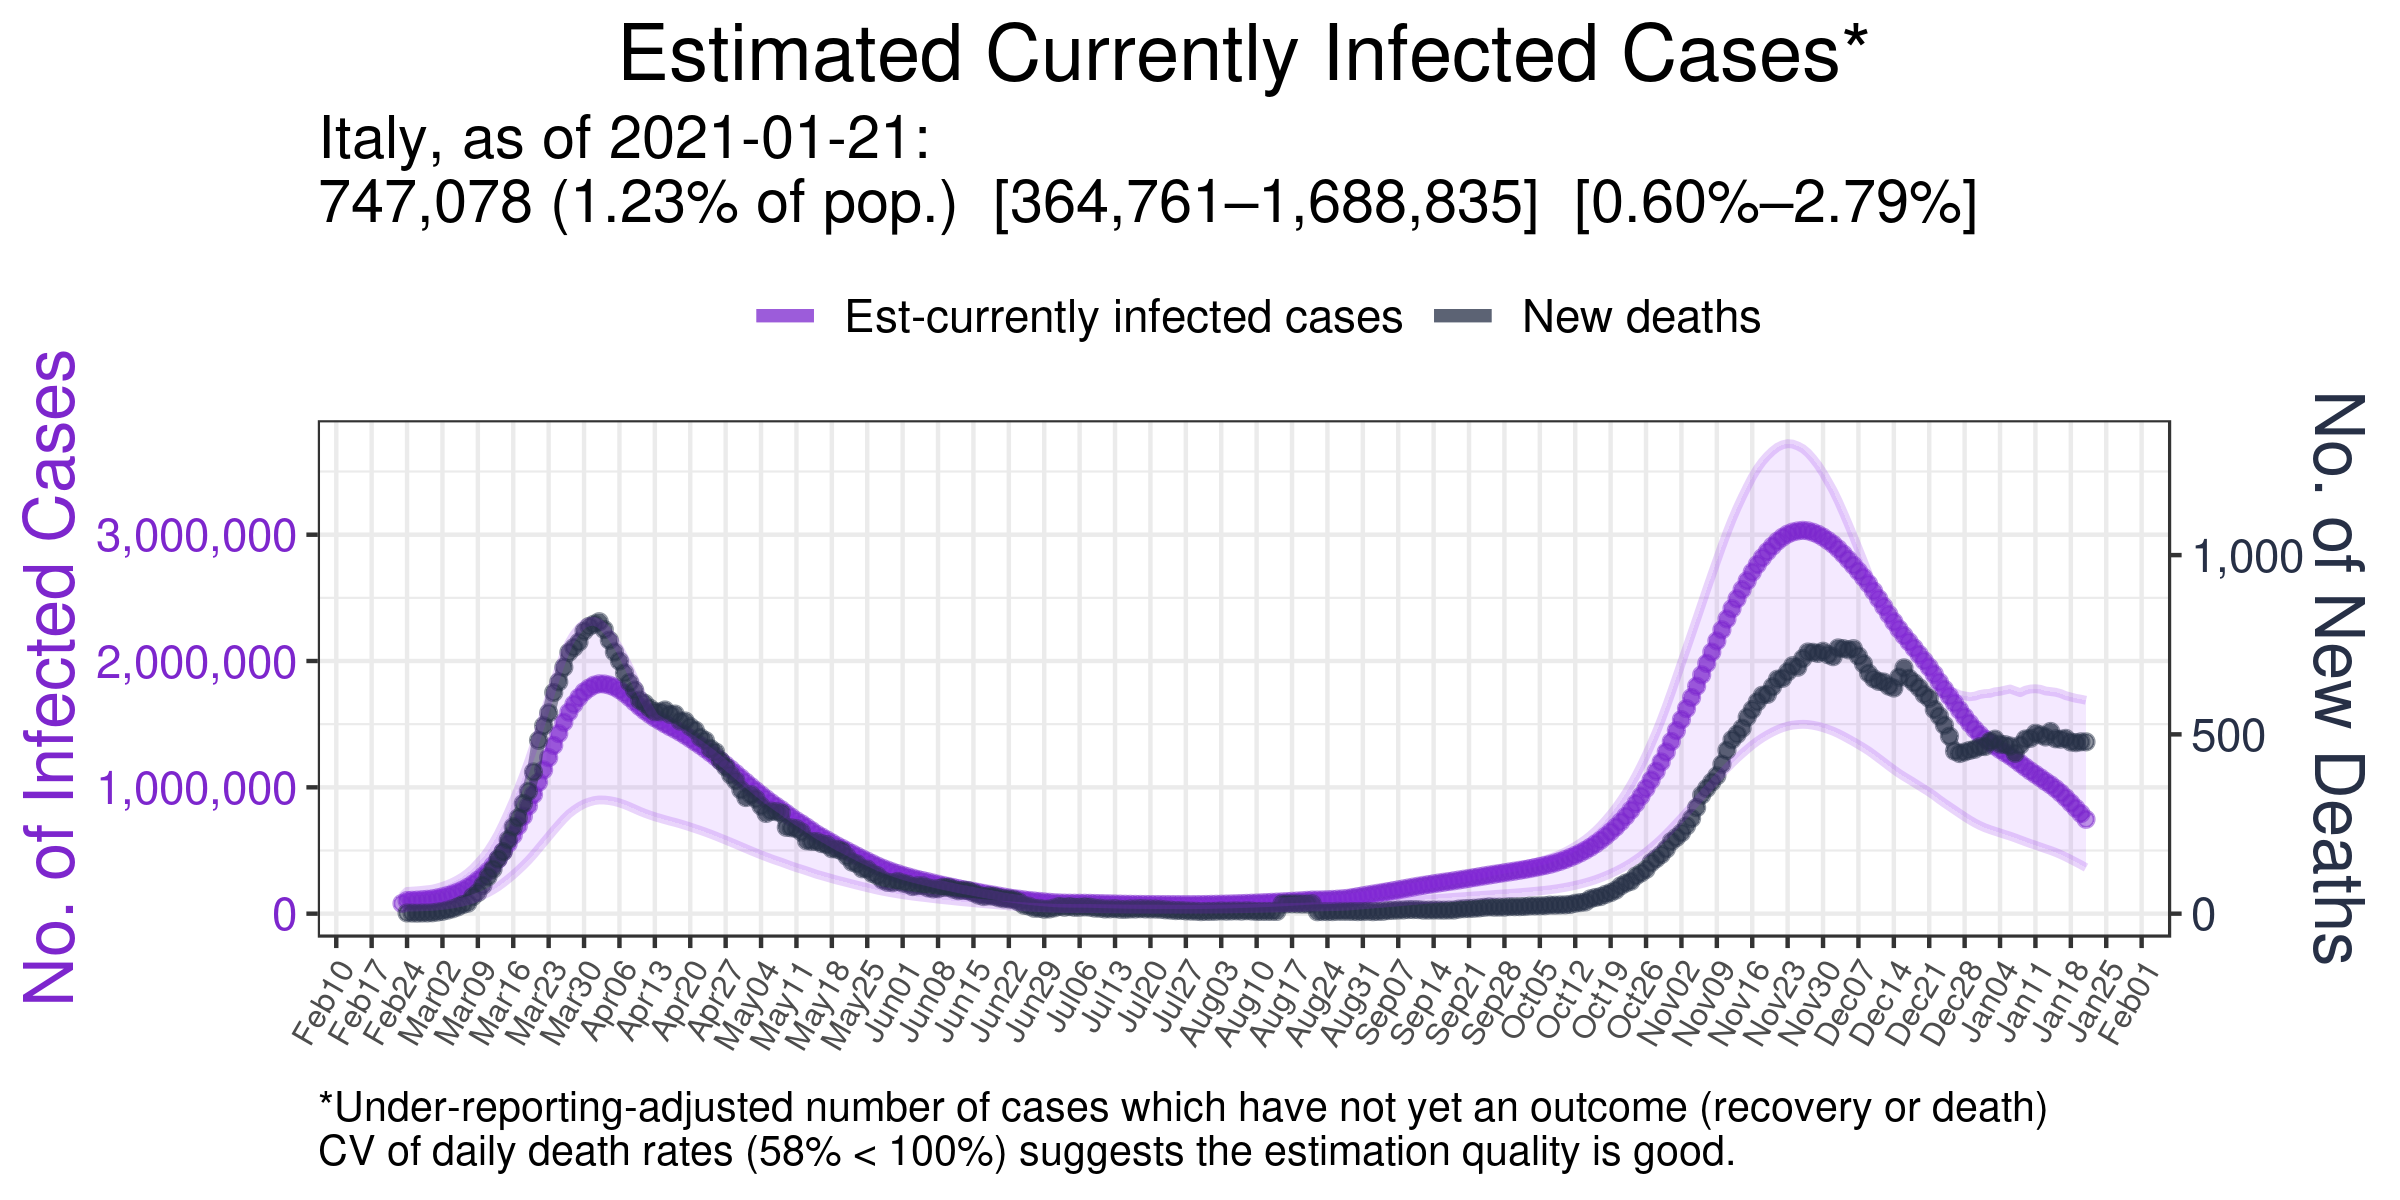 Estimated Currently Infected Cases*
Italy, as of 2021-01-21:
747,078 (1.23% of pop.) [364,761–1,688,835] [0.60%–2.79%]
Est-currently infected cases New deaths
No. of Infected Cases
3,000,000
2,000,000
1,000,000
0
1,000
500
0
No. of New Deaths
Feb10 Feb17 Feb24 Mar02 Mar09 Mar16 Mar23 Mar30 Apr06 Apr13 Apr20 Apr27 May04 May11 May18 May25 Jun01 Jun08 Jun15 Jun22 Jun29 Jul06 Jul13 Jul20 Jul27 Aug03 Aug10 Aug17 Aug24 Aug31 Sep07 Sep14 Sep21 Sep28 Oct05 Oct12 Oct19 Oct26 Nov02 Nov09 Nov16 Nov23 Nov30 Dec07 Dec14 Dec21 Dec28 Jan04 Jan11 Jan18 Jan25 Feb01
*Under-reporting-adjusted number of cases which have not yet an outcome (recovery or death)
CV of daily death rates (58% < 100%) suggests the estimation quality is good.